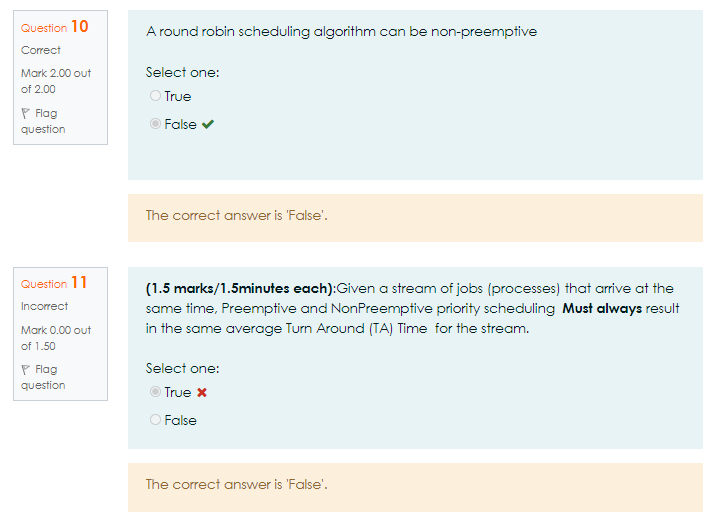 Question 10
Correct
Mark 2.00 out
of 2.00
Flag
question
A round robin scheduling algorithm can be non-preemptive
Select one:
True
False
The correct answer is 'False'.
Question 11
Incorrect
Mark 0.00 out
of 1.50
Flag
question
(1.5 marks/1.5minutes each):Given a stream of jobs (processes) that arrive at the
same time, Preemptive and NonPreemptive priority scheduling Must always result
in the same average Turn Around (TA) Time for the stream.
Select one:
True
False
The correct answer is 'False'.